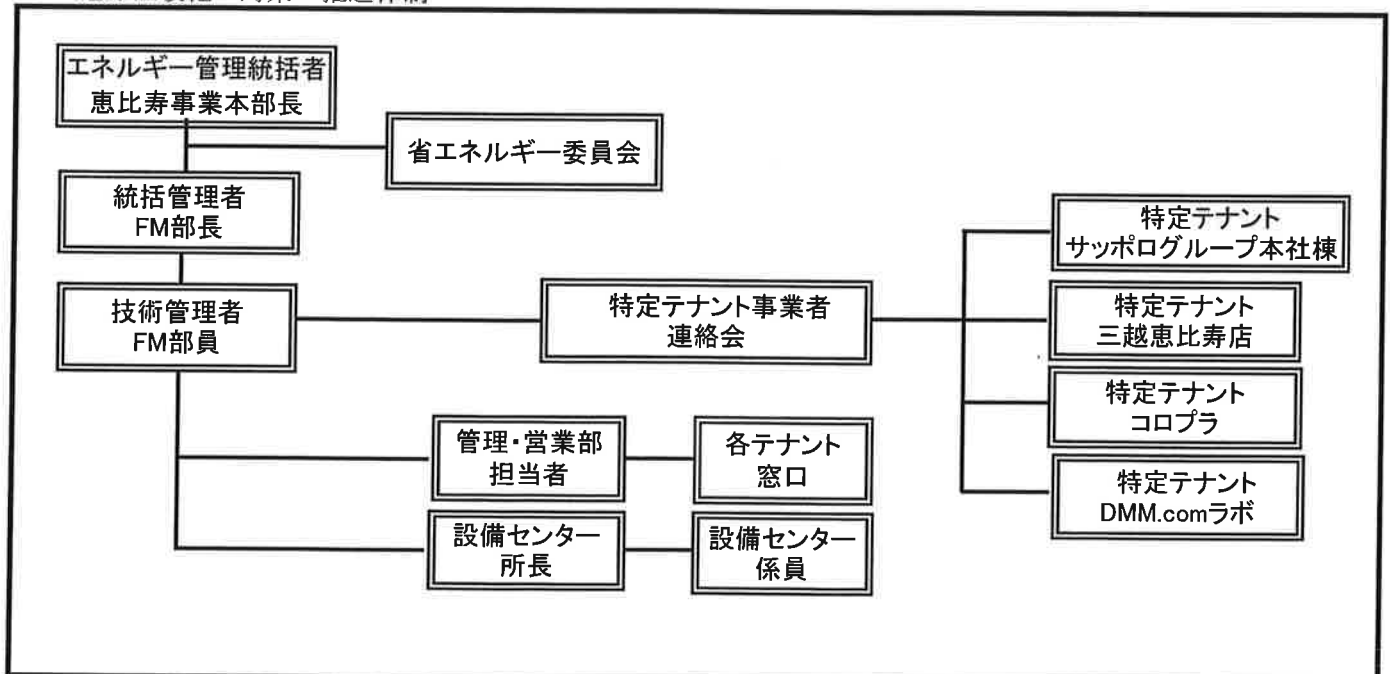 エネルギー管理統括者
恵比寿事業本部長
省エネルギー委員会
統括管理者
FM部長
技術管理者
FM部員
特定テナント事業者
連絡会
特定テナント
サッポログループ本社棟
特定テナント
三越恵比寿店
特定テナント
コロプラ
特定テナント
DMM.comラボ
管理・営業部
担当者
各テナント
窓口
設備センター
所長
設備センター
係員